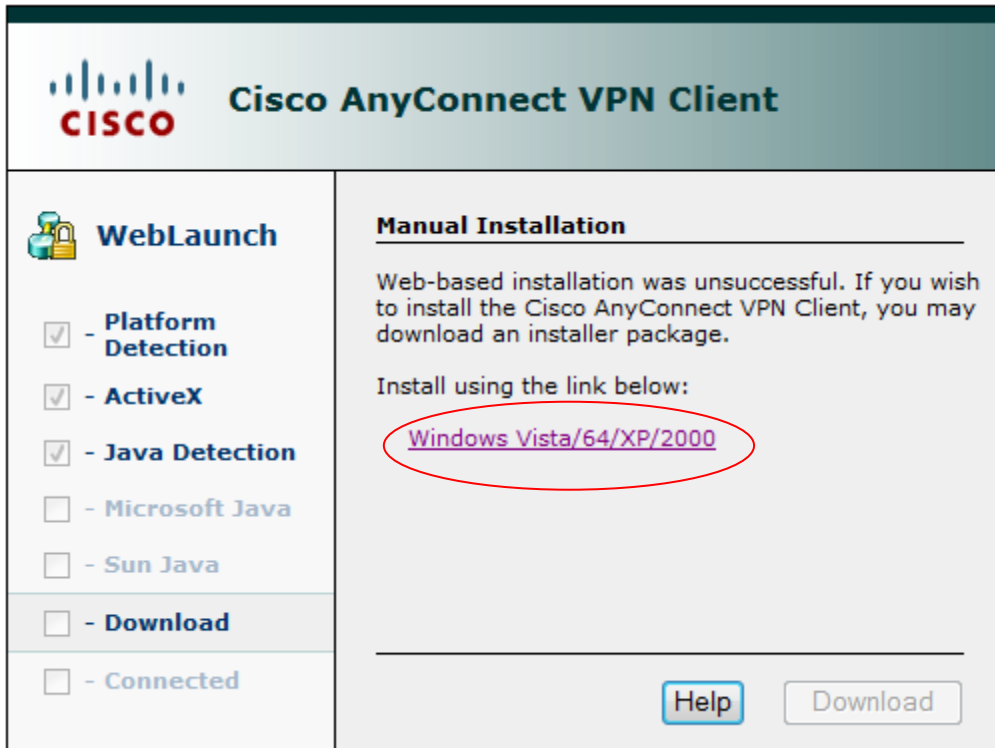 CISCO
Cisco AnyConnect VPN Client
WebLaunch
- Platform
Detection
- ActiveX
- Java Detection
- Microsoft Java
- Sun Java
- Download
- Connected
Manual Installation
Web-based installation was unsuccessful. If you wish
to install the Cisco AnyConnect VPN Client, you may
download an installer package.
Install using the link below:
Windows Vista/64/XP/2000
Help
Download